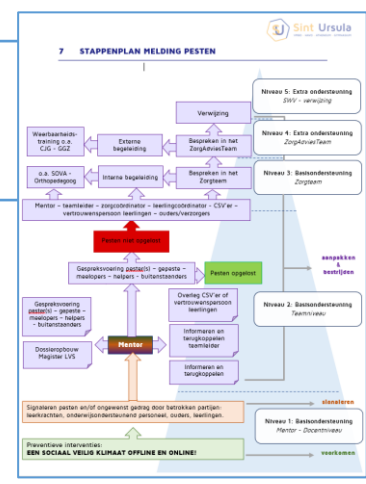 Sint Ursula
7 STAPPENPLAN MELDING PESTEN
Niveau 5: Extra ondersteuning
SWV - verwijzing
Verwijzing
Weerbaarheids-
training o.a.
CJG - GGZ
Externe
begeleiding
Bespreken in het
ZorgAdviesTeam
Niveau 4: Extra ondersteuning
ZorgAdviesTeam
o.a. SOVA -
Orthopedagoog
Interne begeleiding
Bespreken in het
Zorgteam
Niveau 3: Basisondersteuning
Zorgteam
Mentor – teamleider – zorgcoördinator – leerlingcoördinator - CSV'er –
vertrouwenspersoon leerlingen – ouders/verzorgers
Pesten niet opgelost
aanpakken
&
bestrijden
Gespreksvoering pester(s) – gepeste –
meelopers – helpers - buitenstaanders
Pesten opgelost
Gespreksvoering
pester(s) – gepeste –
meelopers – helpers
- buitenstaanders
Overleg CSV'er of
vertrouwenspersoon
leerlingen
Niveau 2: Basisondersteuning
Teamniveau
Mentor
Informeren en
terugkoppelen
teamleider
Dossieropbouw
Magister LVS
Informeren en
terugkoppelen
Signaleren pesten en/of ongewenst gedrag door betrokken partijen-
leerkrachten, onderwijsondersteunend personeel, ouders, leerlingen.
signaleren
Niveau 1: Basisondersteuning
Mentor - Docentniveau
Preventieve interventies:
EEN SOCIAAL VEILIG KLIMAAT OFFLINE EN ONLINE!
voorkomen